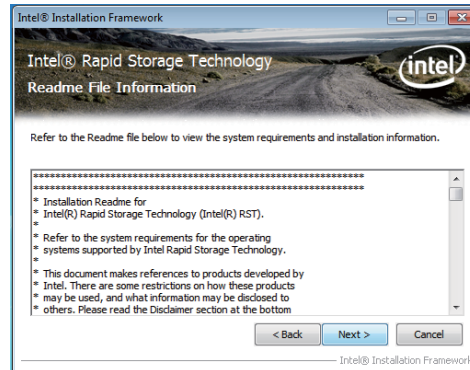 Intel® Installation Framework
Intel® Rapid Storage Technology
Readme File Information
intel
Refer to the Readme file below to view the system requirements and installation information.
************************************************************
************************************************************
* Installation Readme for
* Intel(R) Rapid Storage Technology (Intel(R) RST).
*
* Refer to the system requirements for the operating
* systems supported by Intel Rapid Storage Technology.
*
* This document makes references to products developed by
* Intel. There are some restrictions on how these products
* may be used, and what information may be disclosed to
* others. Please read the Disclaimer section at the bottom
< Back
Next >
Cancel
Intel® Installation Framework